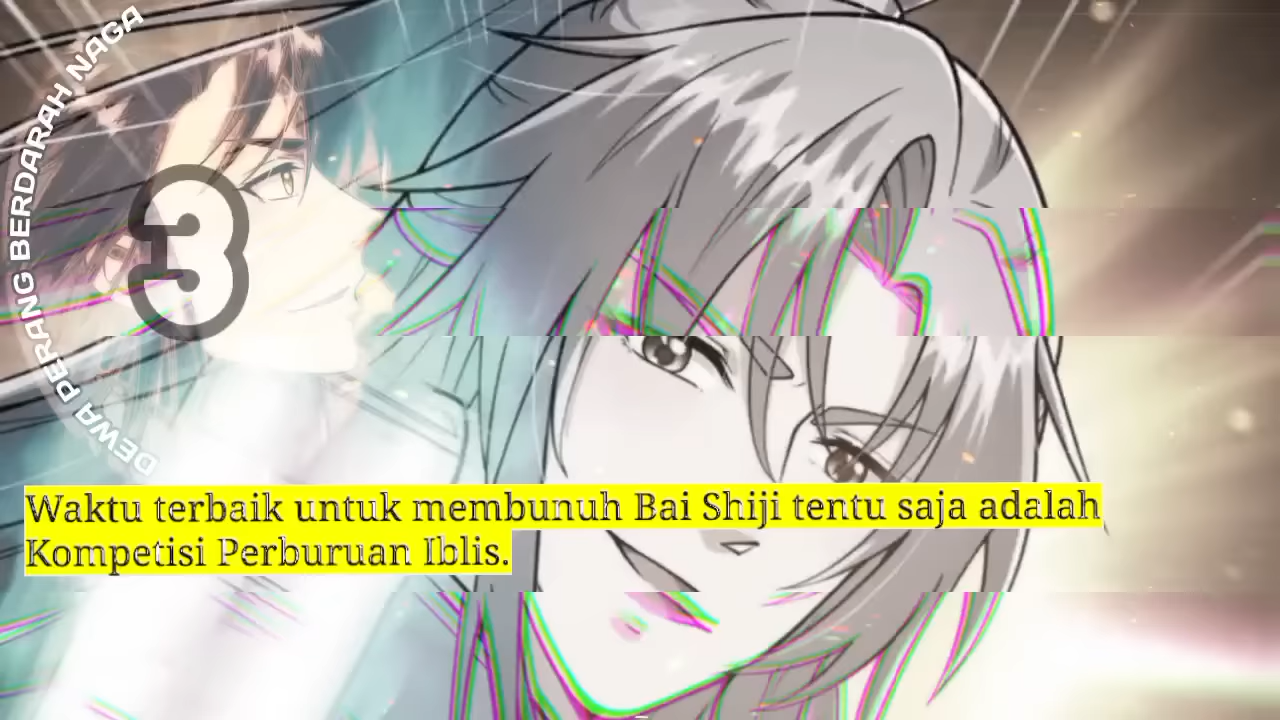 DEWA PERANG BERDARAH NAGA
3
Waktu terbaik untuk membunuh Bai Shiji tentu saja adalah
Kompetisi Perburuan Iblis.